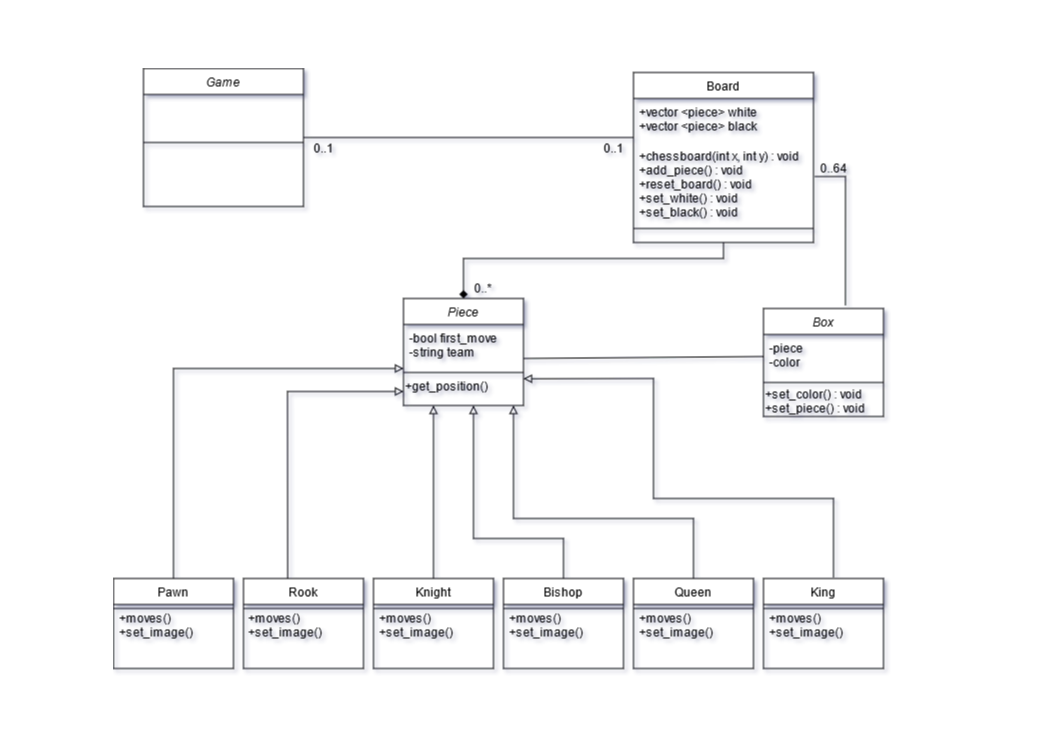 Game
0..1
0..1
Board
+vector <piece> white
+vector <piece> black
+chessboard(int x, int y) : void
+add_piece() : void
+reset_board() : void
+set_white() : void
+set_black() : void
0..64
0..*
Piece
-bool first_move
-string team
+get_position()
Box
-piece
-color
+set_color() : void
+set_piece() : void
Pawn
+moves()
+set_image()
Rook
+moves()
+set_image()
Knight
+moves()
+set_image()
Bishop
+moves()
+set_image()
Queen
+moves()
+set_image()
King
+moves()
+set_image()